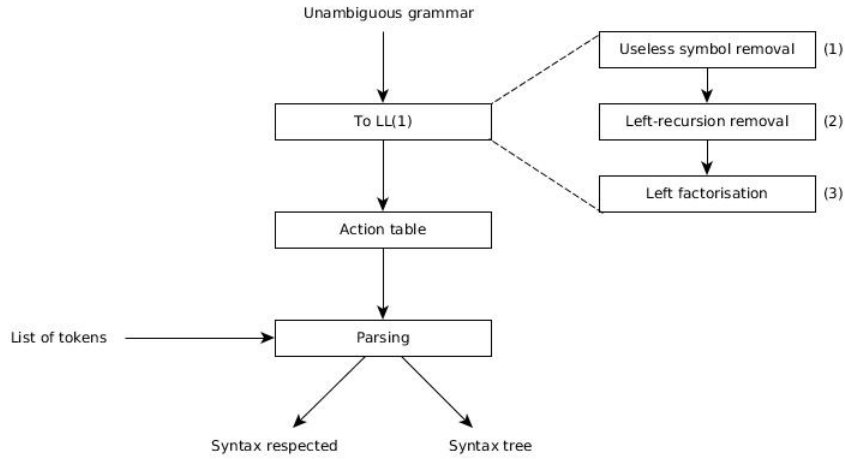 Unambiguous grammar
Useless symbol removal (1)
To LL(1)
Left-recursion removal (2)
Left factorisation (3)
Action table
List of tokens
Parsing
Syntax respected
Syntax tree